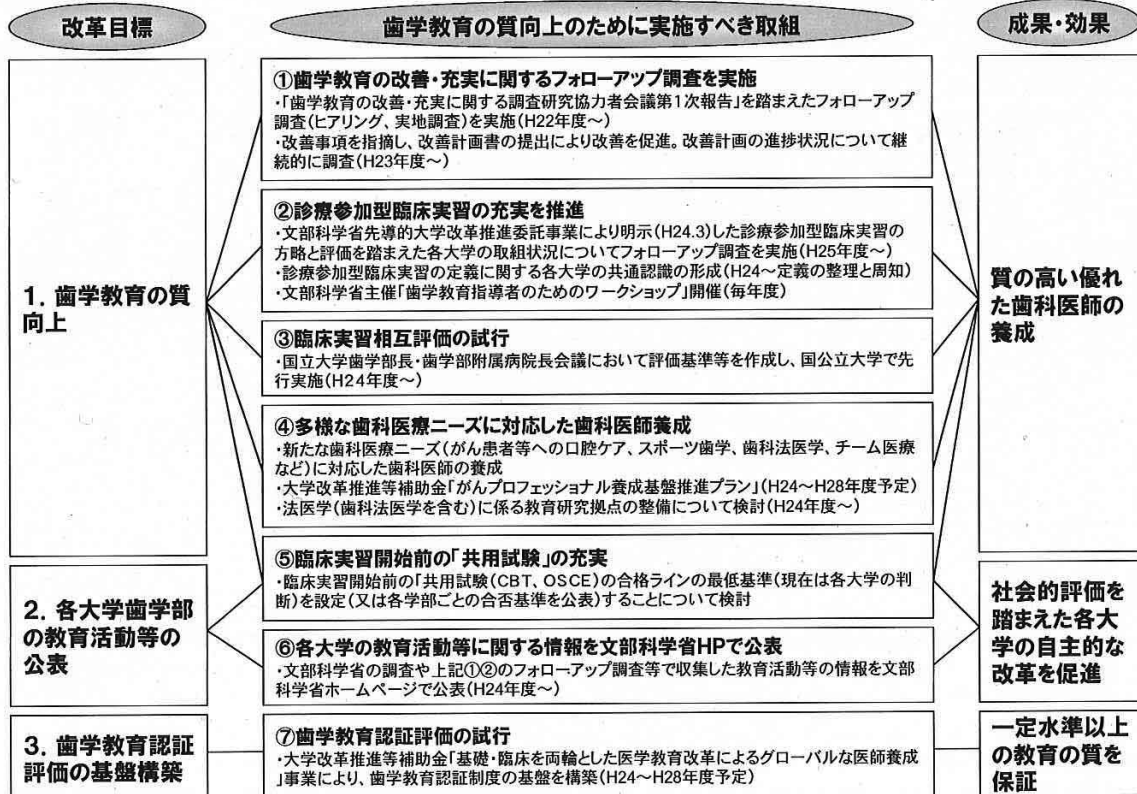 改革目標
歯学教育の質向上のために実施すべき取組
成果・効果
1. 歯学教育の質
向上
①歯学教育の改善・充実に関するフォローアップ調査を実施
・「歯学教育の改善・充実に関する調査研究協力者会議第1次報告」を踏まえたフォローアップ
調査(ヒアリング、実地調査)を実施(H22年度～)
・改善事項を指摘し、改善計画書の提出により改善を促進。改善計画の進捗状況について継
続的に調査(H23年度～)
②診療参加型臨床実習の充実を推進
・文部科学省先導的大学改革推進委託事業により明示(H24.3)した診療参加型臨床実習の
方略と評価を踏まえた各大学の取組状況についてフォローアップ調査を実施(H25年度～)
・診療参加型臨床実習の定義に関する各大学の共通認識の形成(H24～定義の整理と周知)
・文部科学省主催「歯学教育指導者のためのワークショップ」開催(毎年度)
③臨床実習相互評価の試行
・国立大学歯学部長・歯学部附属病院長会議において評価基準等を作成し、国公立大学で先
行実施(H24年度～)
④多様な歯科医療ニーズに対応した歯科医師養成
・新たな歯科医療ニーズ(がん患者等への口腔ケア、スポーツ歯学、歯科法医学、チーム医療
など)に対応した歯科医師の養成
・大学改革推進等補助金「がんプロフェッショナル養成基盤推進プラン」(H24～H28年度予定)
・法医学(歯科法医学を含む)に係る教育研究拠点の整備について検討(H24年度～)
質の高い優れ
た歯科医師の
養成
2. 各大学歯学部
の教育活動等の
公表
⑤臨床実習開始前の「共用試験」の充実
・臨床実習開始前の「共用試験(CBT、OSCE)の合格ラインの最低基準(現在は各大学の判
断)を設定(又は各学部ごとの合否基準を公表)することについて検討
⑥各大学の教育活動等に関する情報を文部科学省HPで公表
・文部科学省の調査や上記①②のフォローアップ調査等で収集した教育活動等の情報を文部
科学省ホームページで公表(H24年度～)
社会的評価を
踏まえた各大
学の自主的な
改革を促進
3. 歯学教育認証
評価の基盤構築
⑦歯学教育認証評価の試行
・大学改革推進等補助金「基礎・臨床を両輪とした医学教育改革によるグローバルな医師養成
」事業により、歯学教育認証制度の基盤を構築(H24～H28年度予定)
一定水準以上
の教育の質を
保証